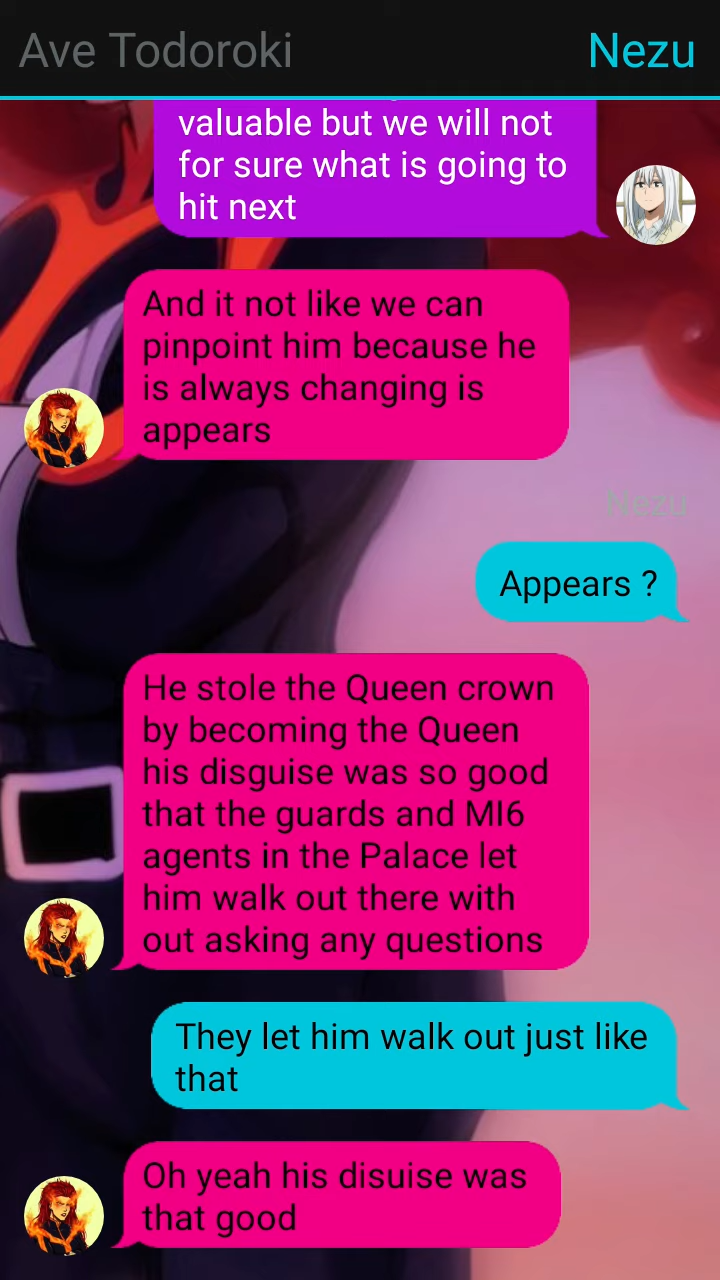 Ave Todoroki Nezu
valuable but we will not
for sure what is going to
hit next
And it not like we can
pinpoint him because he
is always changing is
appears
Nezu
Appears ?
He stole the Queen crown
by becoming the Queen
his disguise was so good
that the guards and MI6
agents in the Palace let
him walk out there with
out asking any questions
They let him walk out just like
that
Oh yeah his disuise was
that good